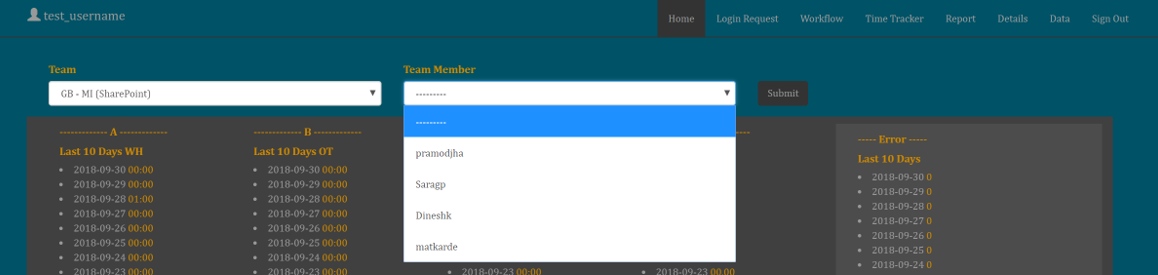 test_username
Home Login Request Workflow Time Tracker Report Details Data Sign Out
Team Team Member
GB - MI (SharePoint) --------- Submit
---------
pramodjha
Saragp
Dineshk
matkarde
------------- A -------------
Last 10 Days WH
2018-09-30 00:00
2018-09-29 00:00
2018-09-28 01:00
2018-09-27 00:00
2018-09-26 00:00
2018-09-25 00:00
2018-09-24 00:00
2018-09-23 00:00
------------- B -------------
Last 10 Days OT
2018-09-30 00:00
2018-09-29 00:00
2018-09-28 00:00
2018-09-27 00:00
2018-09-26 00:00
2018-09-25 00:00
2018-09-24 00:00
2018-09-23 00:00
2018-09-23 00:00
2018-09-23 00:00
----- Error -----
Last 10 Days
2018-09-30 0
2018-09-29 0
2018-09-28 0
2018-09-27 0
2018-09-26 0
2018-09-25 0
2018-09-24 0